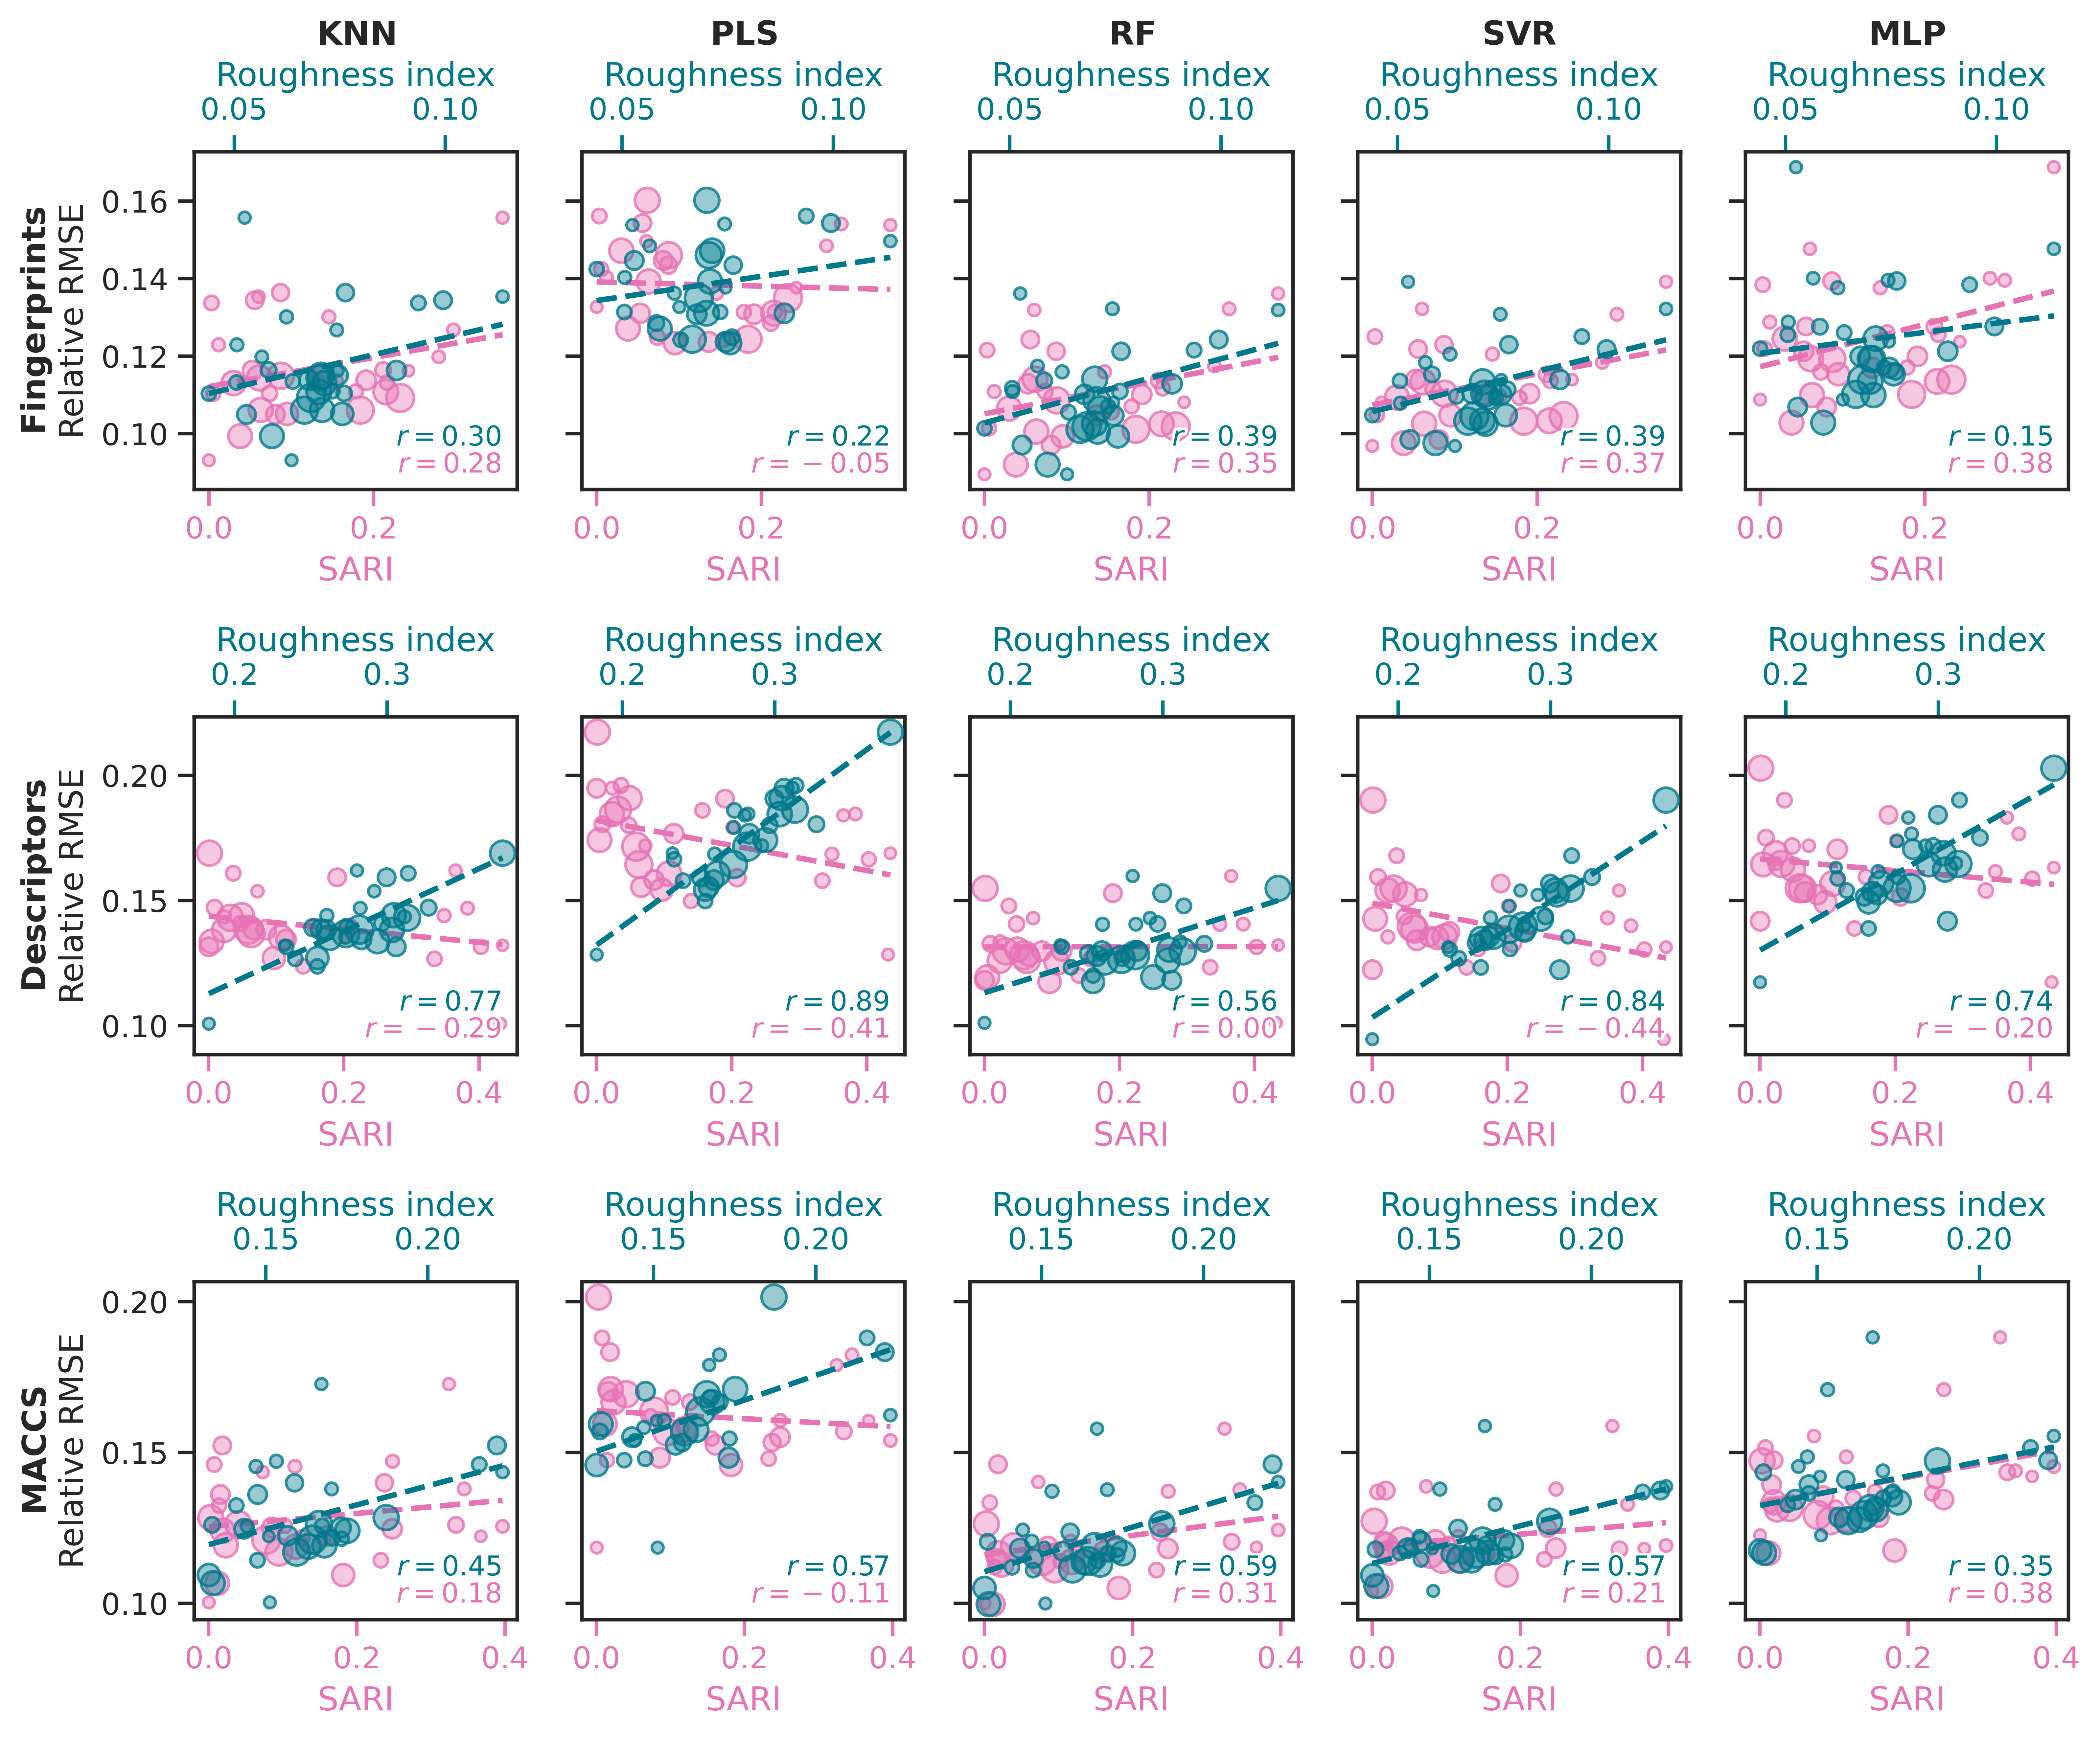 KNN PLS RF SVR MLP
Roughness index Roughness index Roughness index Roughness index Roughness index
0.05 0.10 0.05 0.10 0.05 0.10 0.05 0.10 0.05 0.10
Fingerprints
Relative RMSE
0.16
0.14
0.12
0.10
r = 0.30 r = 0.22 r = 0.39 r = 0.39 r = 0.15
r = 0.28 r = −0.05 r = 0.35 r = 0.37 r = 0.38
0.0 0.2 0.0 0.2 0.0 0.2 0.0 0.2 0.0 0.2
SARI SARI SARI SARI SARI
Roughness index Roughness index Roughness index Roughness index Roughness index
0.2 0.3 0.2 0.3 0.2 0.3 0.2 0.3 0.2 0.3
Descriptors
Relative RMSE
0.20
0.15
0.10
r = 0.77 r = 0.89 r = 0.56 r = 0.84 r = 0.74
r = −0.29 r = −0.41 r = 0.00 r = −0.44 r = −0.20
0.0 0.2 0.4 0.0 0.2 0.4 0.0 0.2 0.4 0.0 0.2 0.4 0.0 0.2 0.4
SARI SARI SARI SARI SARI
Roughness index Roughness index Roughness index Roughness index Roughness index
0.15 0.20 0.15 0.20 0.15 0.20 0.15 0.20 0.15 0.20
MACCS
Relative RMSE
0.20
0.15
0.10
r = 0.45 r = 0.57 r = 0.59 r = 0.57 r = 0.35
r = 0.18 r = −0.11 r = 0.31 r = 0.21 r = 0.38
0.0 0.2 0.4 0.0 0.2 0.4 0.0 0.2 0.4 0.0 0.2 0.4 0.0 0.2 0.4
SARI SARI SARI SARI SARI